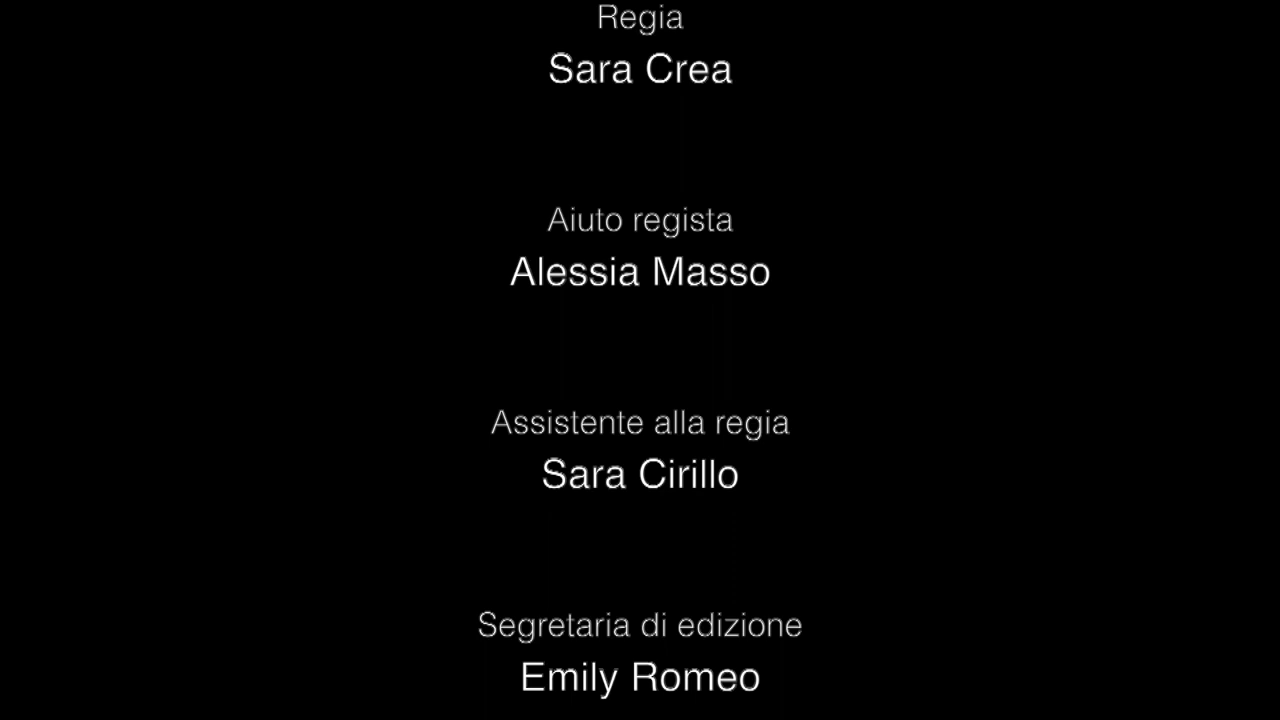 Regia
Sara Crea
Aiuto regista
Alessia Masso
Assistente alla regia
Sara Cirillo
Segretaria di edizione
Emily Romeo